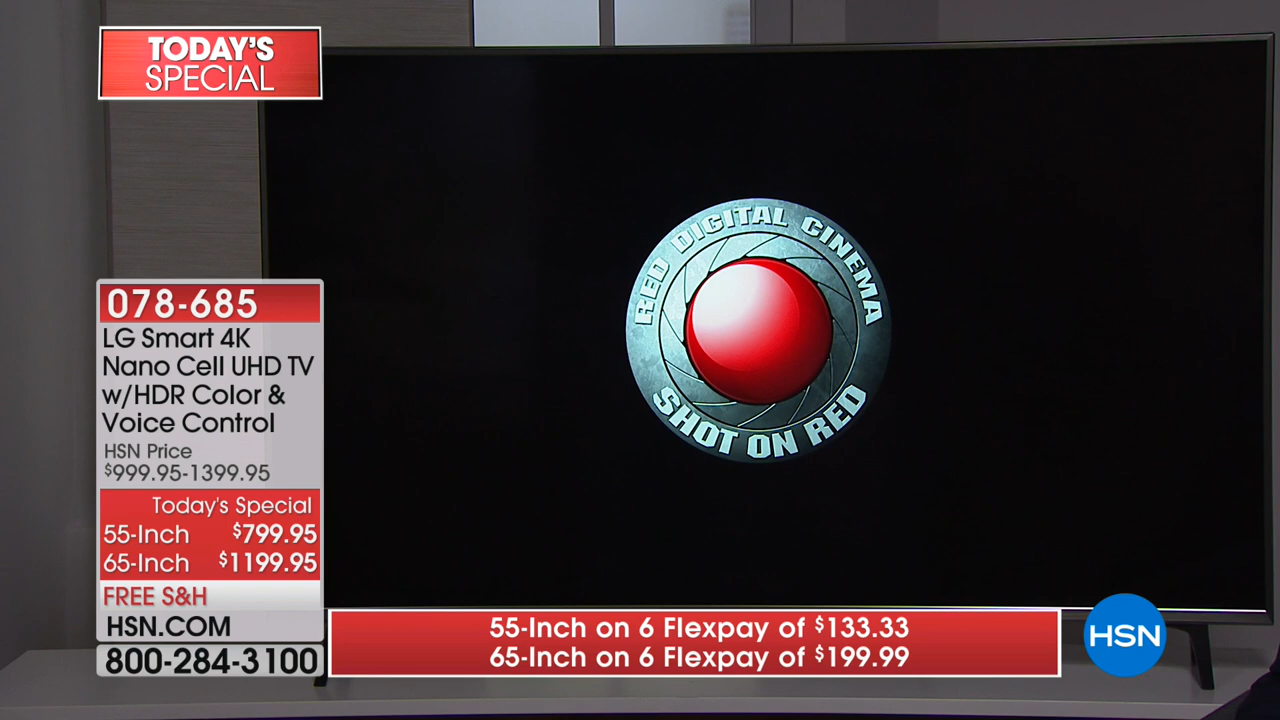 TODAY'S
SPECIAL
RED DIGITAL CINEMA
SHOT ON RED
078-685
LG Smart 4K
Nano Cell UHD TV
w/HDR Color &
Voice Control
HSN Price
$999.95-1399.95
Today's Special
55-Inch $799.95
65-Inch $1199.95
FREE S&H
HSN.COM
800-284-3100
55-Inch on 6 Flexpay of $133.33
65-Inch on 6 Flexpay of $199.99
HSN